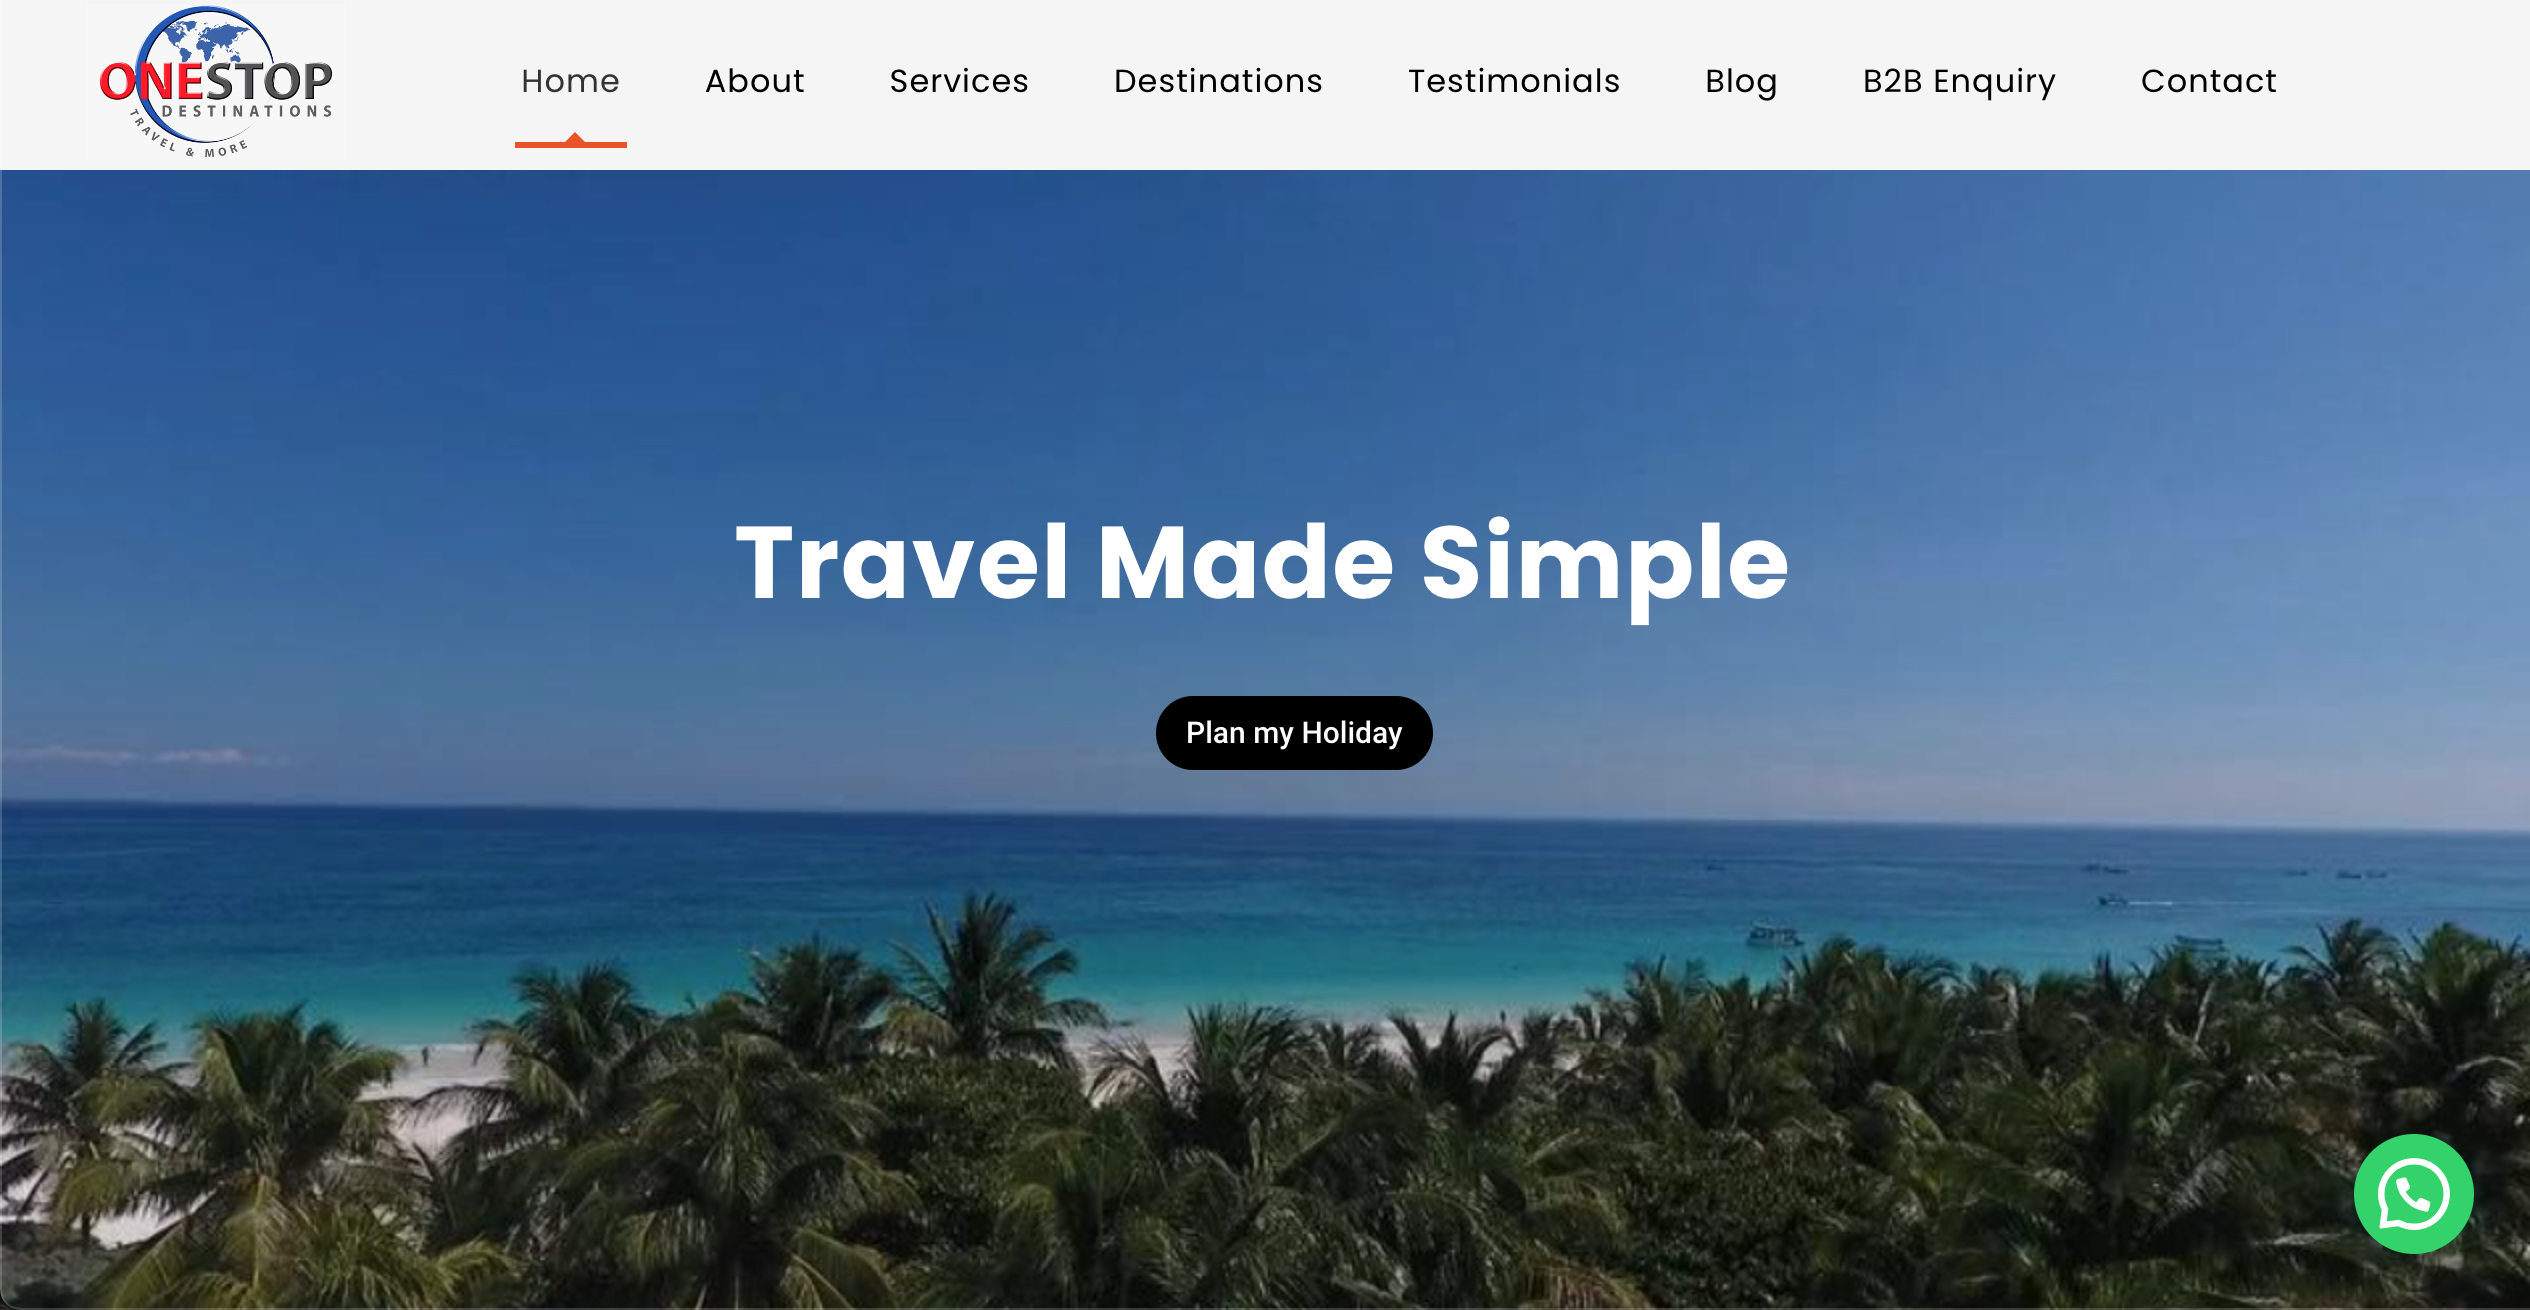 ONESTOP
DESTINATIONS
TRAVEL & MORE
Home About Services Destinations Testimonials Blog B2B Enquiry Contact
Travel Made Simple
Plan my Holiday